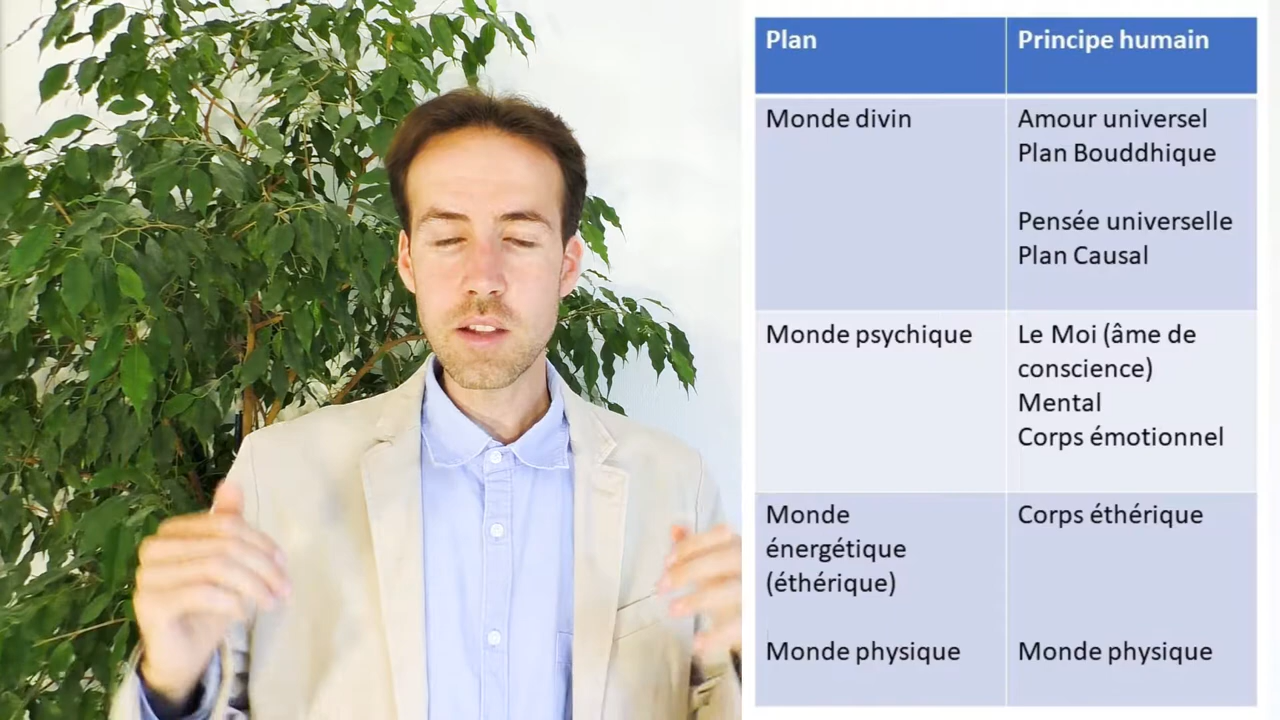 Plan
Principe humain
Monde divin
Amour universel
Plan Bouddhique
Pensée universelle
Plan Causal
Monde psychique
Le Moi (âme de
conscience)
Mental
Corps émotionnel
Monde
énergétique
(éthérique)
Corps éthérique
Monde physique
Monde physique